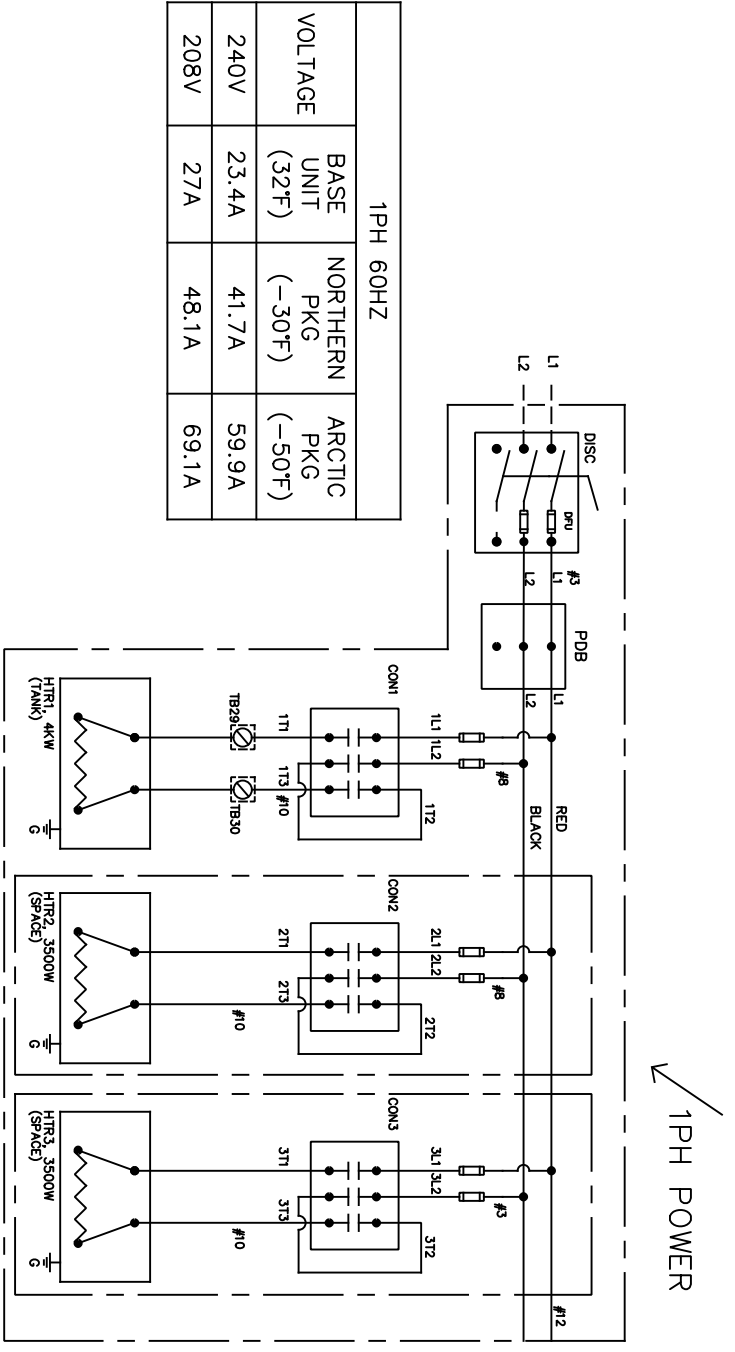 1PH POWER
L1
L2
DISC
DFU
#3
L1
L2
PDB
L1
L2
RED
BLACK
#12
1L1
1L2
#8
CON1
1T2
1T1
1T3
#10
TB29
TB30
HTR1, 4KW
(TANK)
G
2L1
2L2
#8
CON2
2T2
2T1
2T3
#10
HTR2, 3500W
(SPACE)
G
3L1
3L2
#3
CON3
3T2
3T1
3T3
#10
HTR3, 3500W
(SPACE)
G
1PH 60HZ
VOLTAGE
BASE
UNIT
(32°F)
NORTHERN
PKG
(-30°F)
ARCTIC
PKG
(-50°F)
240V 23.4A 41.7A 59.9A
208V 27A 48.1A 69.1A